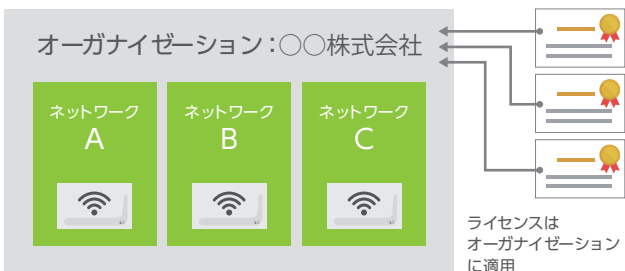 オーガナイゼーション：○○株式会社
ネットワーク
A
ネットワーク
B
ネットワーク
C
ライセンスは
オーガナイゼーション
に適用